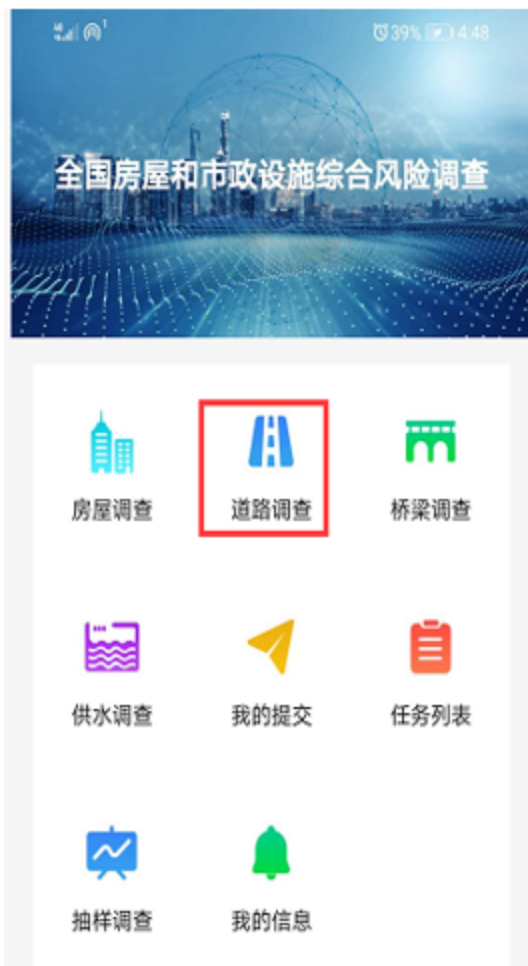 39% 4:48
全国房屋和市政设施综合风险调查
房屋调查 道路调查 桥梁调查
供水调查 我的提交 任务列表
抽样调查 我的信息